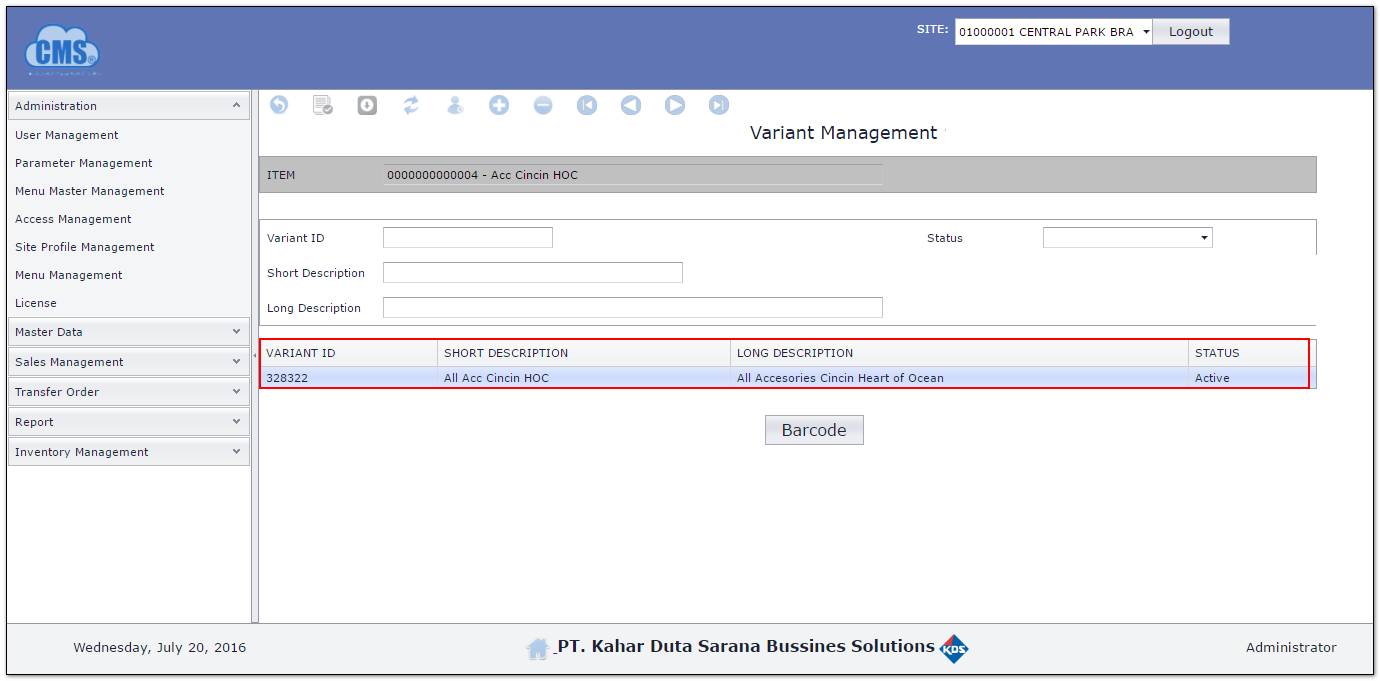 CMS®
SITE: 01000001 CENTRAL PARK BRA Logout
Administration
User Management
Parameter Management
Menu Master Management
Access Management
Site Profile Management
Menu Management
License
Master Data
Sales Management
Transfer Order
Report
Inventory Management
Variant Management
ITEM 0000000000004 - Acc Cincin HOC
Variant ID Status
Short Description
Long Description
VARIANT ID SHORT DESCRIPTION LONG DESCRIPTION STATUS
328322 All Acc Cincin HOC All Accesories Cincin Heart of Ocean Active
Barcode
Wednesday, July 20, 2016 PT. Kahar Duta Sarana Bussines Solutions KDS Administrator